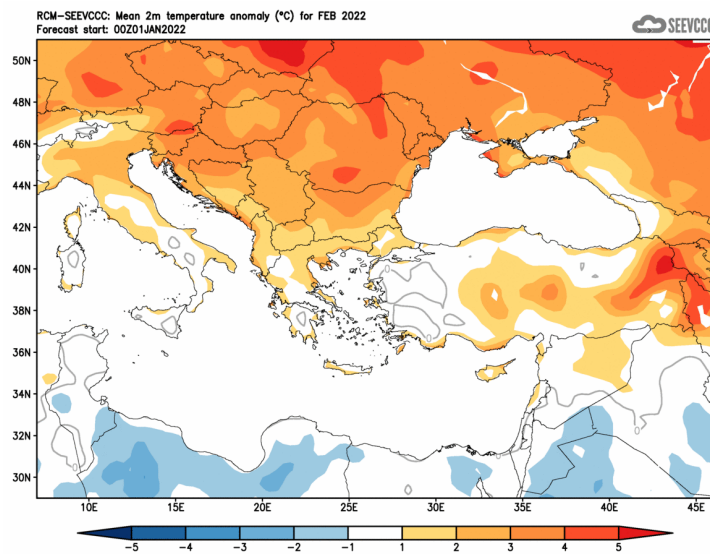 RCM-SEEVCCC: Mean 2m temperature anomaly (°C) for FEB 2022
Forecast start: 00Z01JAN2022
SEEVCCC
50N
48N
46N
44N
42N
40N
38N
36N
34N
32N
30N
10E 15E 20E 25E 30E 35E 40E 45E
-5 -4 -3 -2 -1 1 2 3 4 5